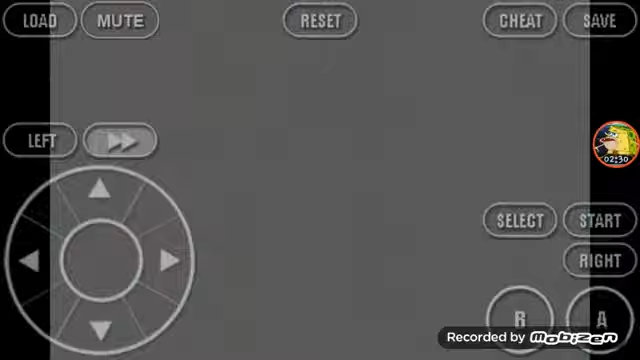 LOAD
MUTE
RESET
CHEAT
SAVE
LEFT
02:30
SELECT
START
RIGHT
B
A
Recorded by mobizen